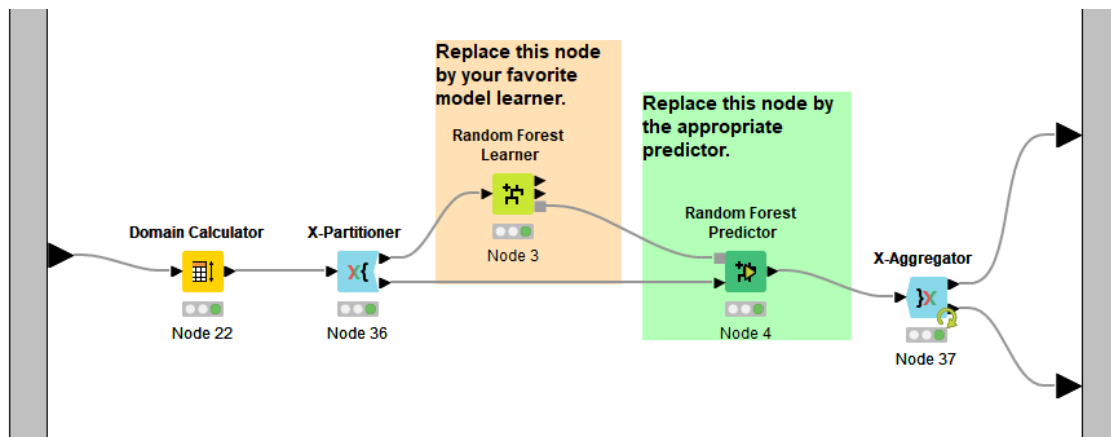 Replace this node
by your favorite
model learner.
Replace this node by
the appropriate
predictor.
Random Forest
Learner
Domain Calculator
X-Partitioner
Random Forest
Predictor
X-Aggregator
Node 3
Node 22
Node 36
Node 4
Node 37